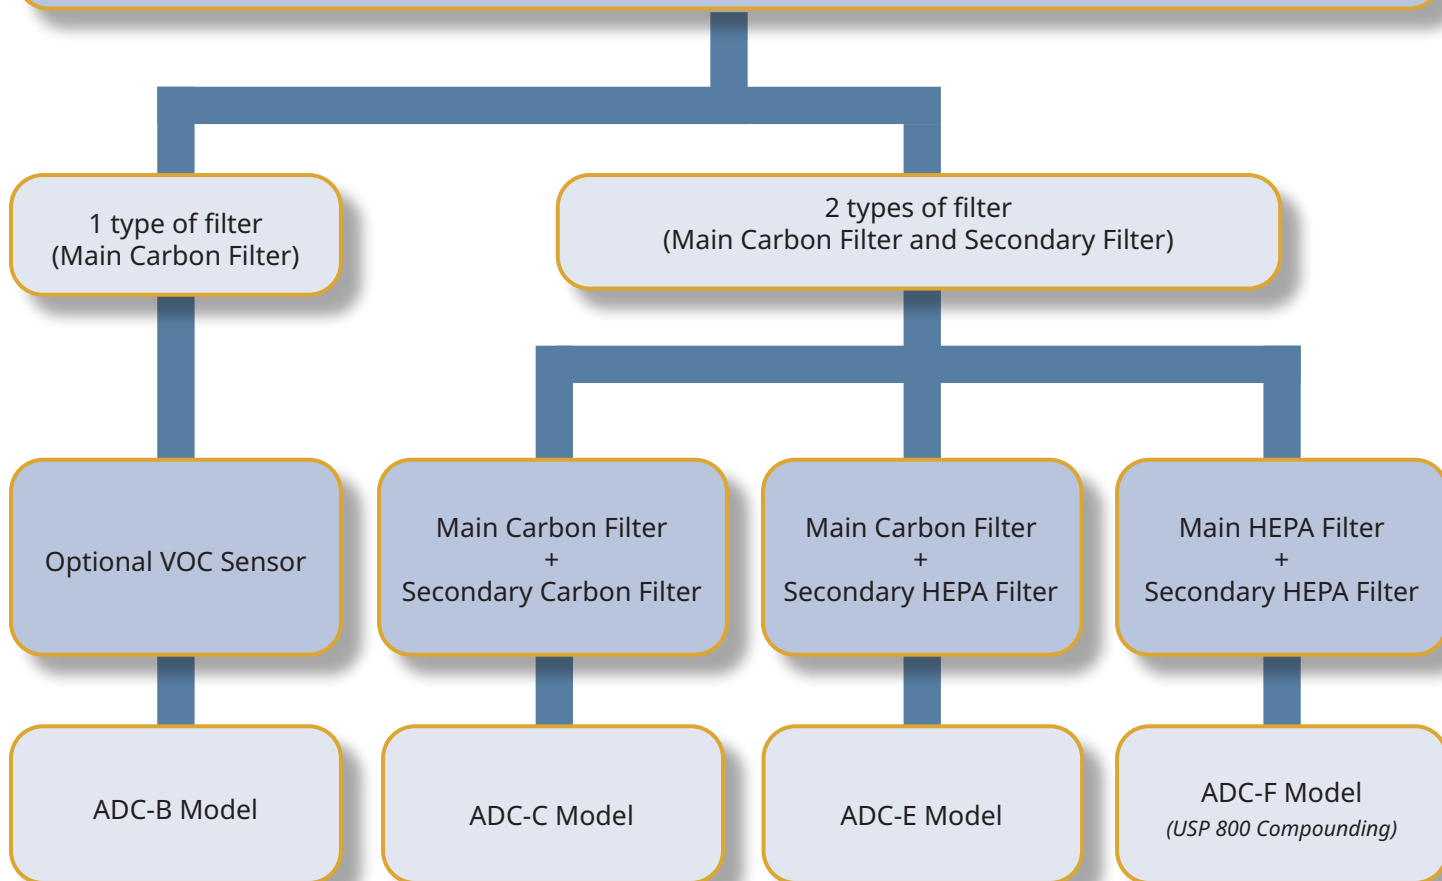 1 type of filter
(Main Carbon Filter)
2 types of filter
(Main Carbon Filter and Secondary Filter)
Optional VOC Sensor
Main Carbon Filter
+
Secondary Carbon Filter
Main Carbon Filter
+
Secondary HEPA Filter
Main HEPA Filter
+
Secondary HEPA Filter
ADC-B Model
ADC-C Model
ADC-E Model
ADC-F Model
(USP 800 Compounding)